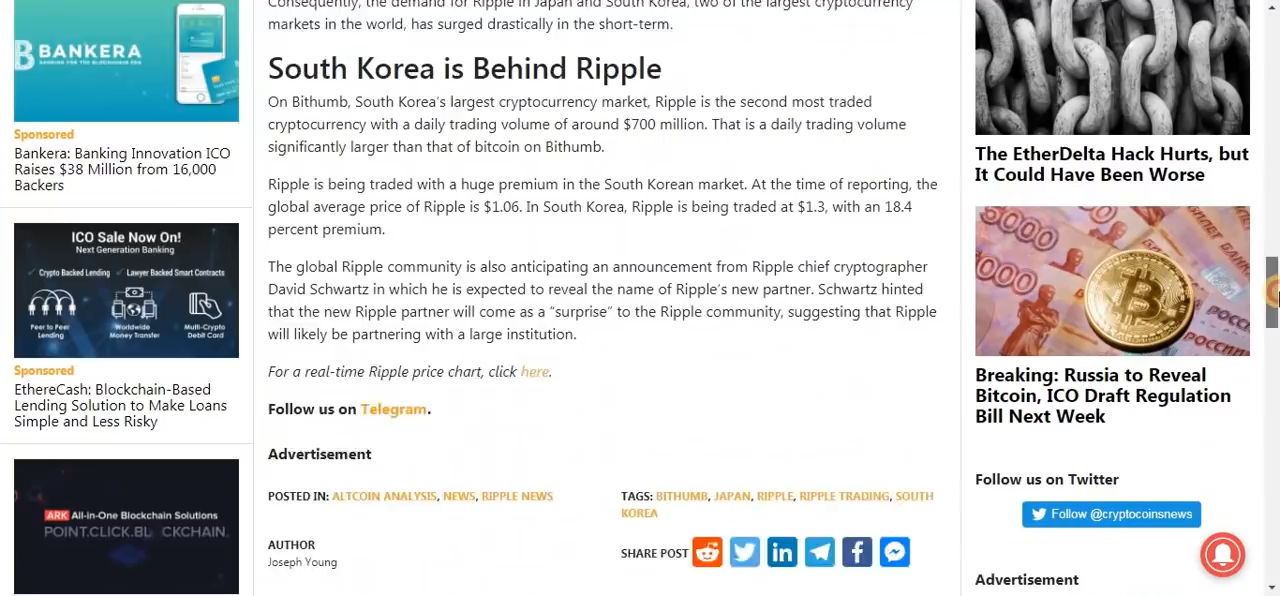 BANKERA
BANKING FOR THE BLOCKCHAIN ERA
Sponsored
Bankera: Banking Innovation ICO
Raises $38 Million from 16,000
Backers
ICO Sale Now On!
Next Generation Banking
✓ Crypto Backed Lending ✓ Lawyer Backed Smart Contracts
Peer to Peer
Lending
Worldwide
Money Transfer
Multi-Crypto
Debit Card
Sponsored
EthereCash: Blockchain-Based
Lending Solution to Make Loans
Simple and Less Risky
ARK All-in-One Blockchain Solutions
POINT.CLICK.BL CKCHAIN.
Consequently, the demand for Ripple in Japan and South Korea, two of the largest cryptocurrency
markets in the world, has surged drastically in the short-term.
South Korea is Behind Ripple
On Bithumb, South Korea's largest cryptocurrency market, Ripple is the second most traded
cryptocurrency with a daily trading volume of around $700 million. That is a daily trading volume
significantly larger than that of bitcoin on Bithumb.
Ripple is being traded with a huge premium in the South Korean market. At the time of reporting, the
global average price of Ripple is $1.06. In South Korea, Ripple is being traded at $1.3, with an 18.4
percent premium.
The global Ripple community is also anticipating an announcement from Ripple chief cryptographer
David Schwartz in which he is expected to reveal the name of Ripple's new partner. Schwartz hinted
that the new Ripple partner will come as a “surprise” to the Ripple community, suggesting that Ripple
will likely be partnering with a large institution.
For a real-time Ripple price chart, click here.
Follow us on Telegram.
Advertisement
POSTED IN: ALTCOIN ANALYSIS, NEWS, RIPPLE NEWS
TAGS: BITHUMB, JAPAN, RIPPLE, RIPPLE TRADING, SOUTH
KOREA
AUTHOR
Joseph Young
SHARE POST
The EtherDelta Hack Hurts, but
It Could Have Been Worse
5000
Breaking: Russia to Reveal
Bitcoin, ICO Draft Regulation
Bill Next Week
Follow us on Twitter
Follow @cryptocoinsnews
Advertisement